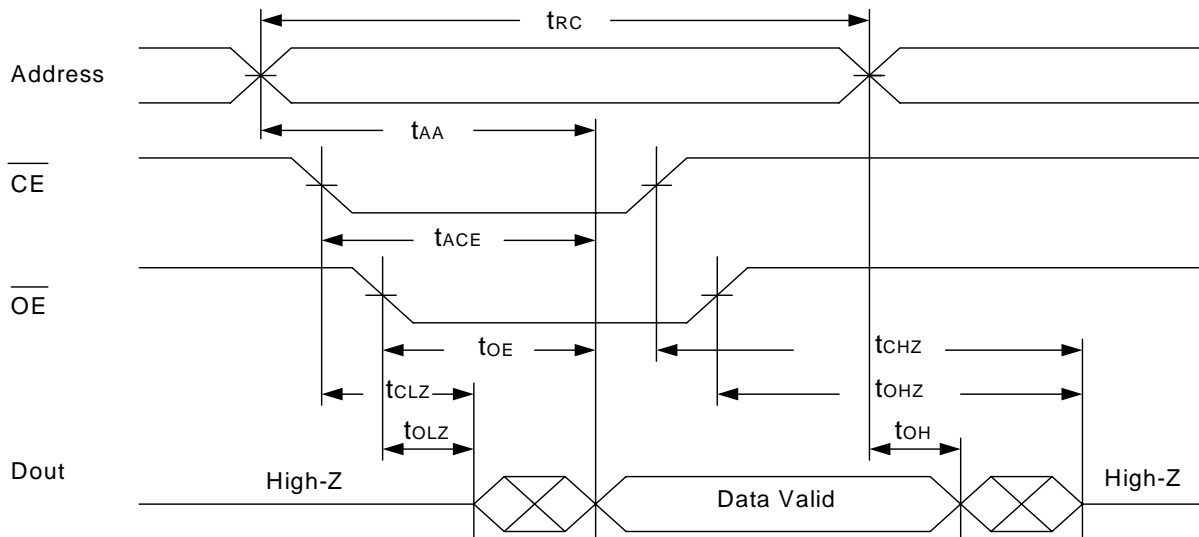 tRC
Address
tAA
CE
tACE
OE
tOE
tCHZ
tCLZ
tOHZ
tOLZ
tOH
Dout
High-Z
Data Valid
High-Z